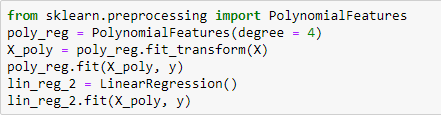 from sklearn.preprocessing import PolynomialFeatures
poly_reg = PolynomialFeatures(degree = 4)
X_poly = poly_reg.fit_transform(X)
poly_reg.fit(X_poly, y)
lin_reg_2 = LinearRegression()
lin_reg_2.fit(X_poly, y)